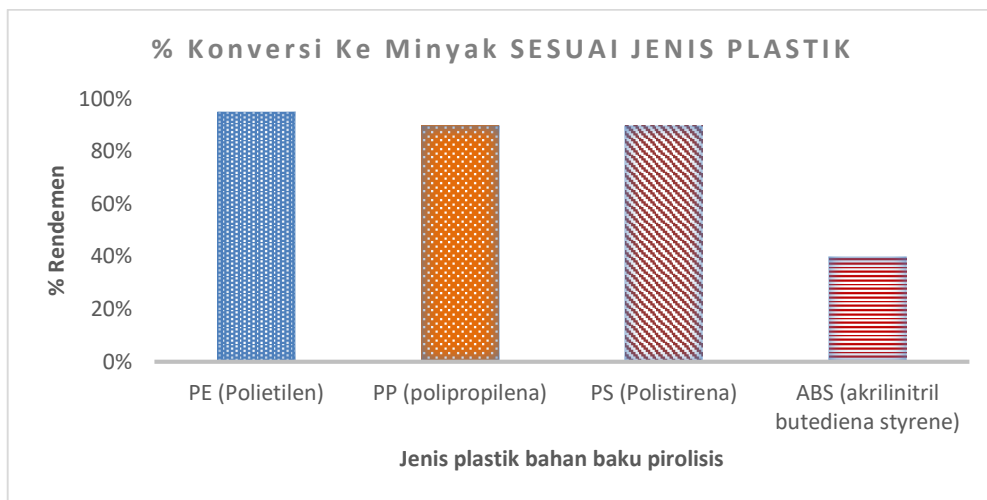 % Konversi Ke Minyak SESUAI JENIS PLASTIK
100%
80%
60%
40%
20%
0%
% Rendemen
PE (Polietilen)
PP (polipropilena)
PS (Polistirena)
ABS (akrilinitril
butediena styrene)
Jenis plastik bahan baku pirolisis